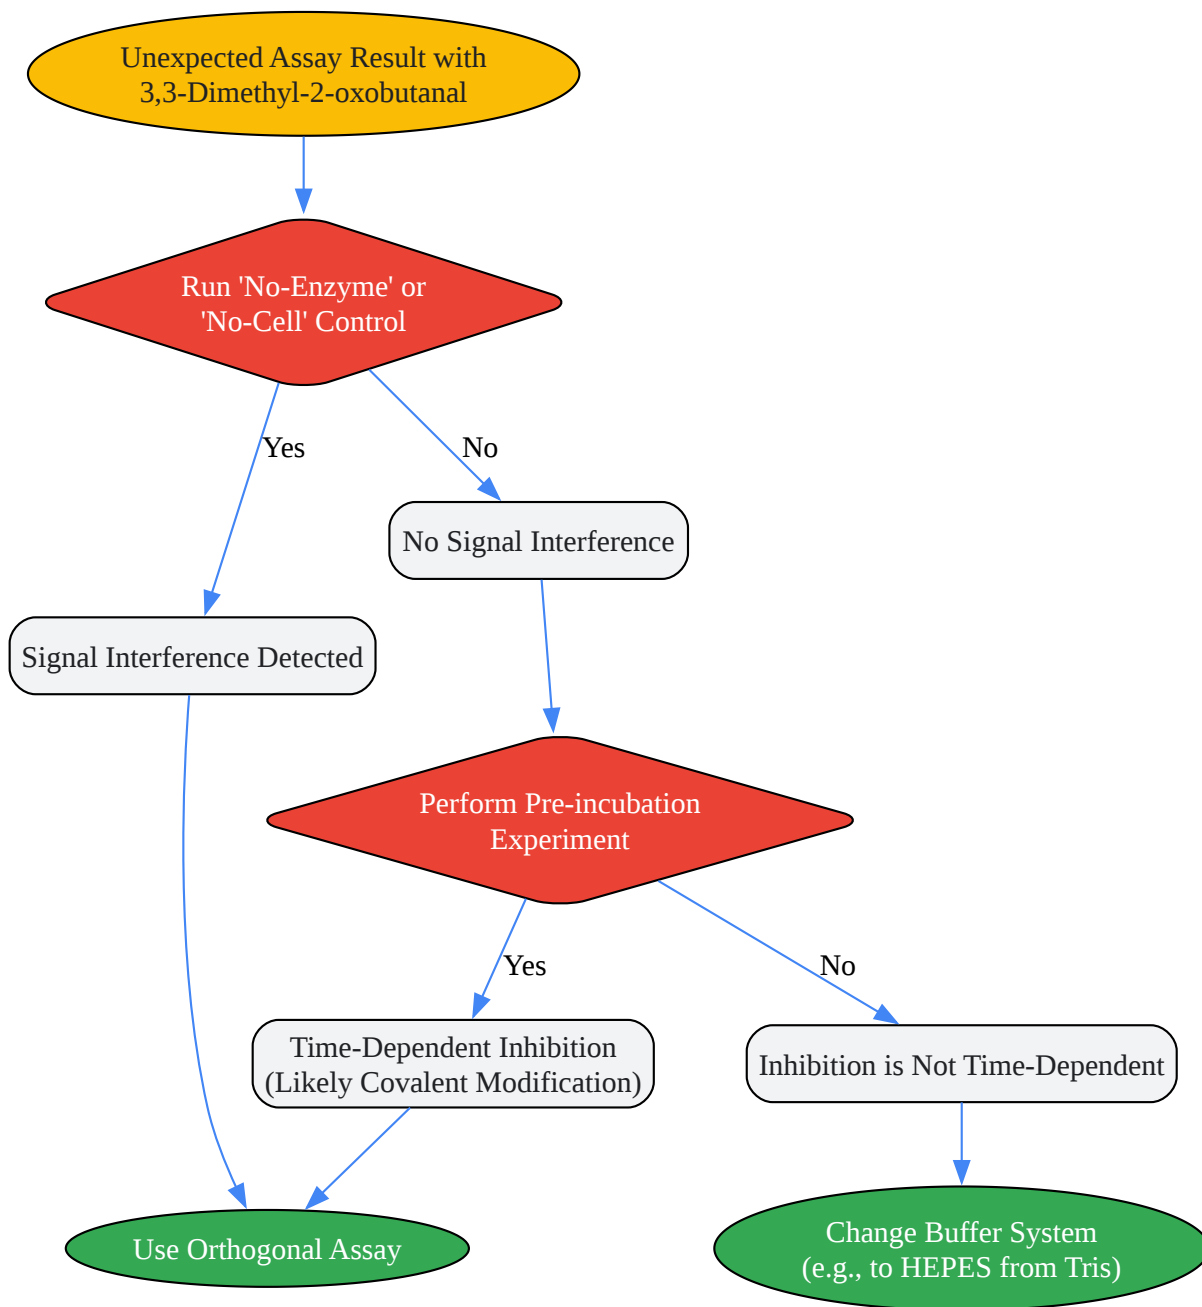 Unexpected Assay Result with
3,3-Dimethyl-2-oxobutanal
Run 'No-Enzyme' or
'No-Cell' Control
Yes
No
No Signal Interference
Signal Interference Detected
Perform Pre-incubation
Experiment
Yes
No
Time-Dependent Inhibition
(Likely Covalent Modification)
Inhibition is Not Time-Dependent
Use Orthogonal Assay
Change Buffer System
(e.g., to HEPES from Tris)